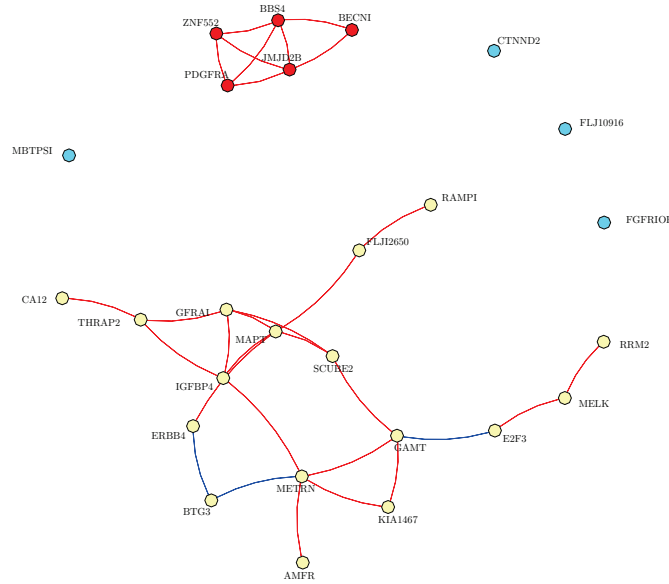 BBS4
BECNI
ZNF552
CTNND2
JMJD2B
PDGFRA
FLJ10916
MBTPSI
RAMPI
FGFRIOP
FLJI2650
CA12
GFRAI
THRAP2
MAPT
RRM2
SCUBE2
IGFBP4
MELK
ERBB4
E2F3
GAMT
METRN
BTG3
KIA1467
AMFR